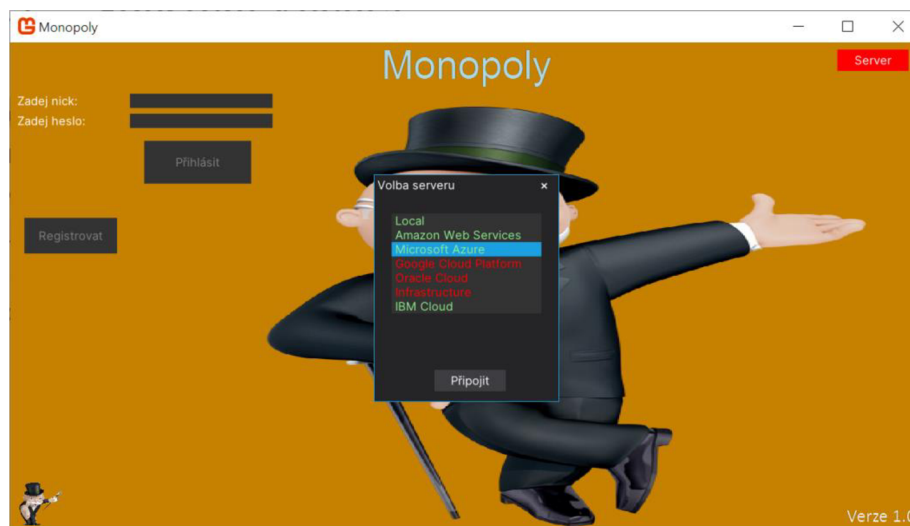 Monopoly
Monopoly
Server
Zadej nick:
Zadej heslo:
Přihlásit
Volba serveru
Registrovat
Local
Amazon Web Services
Microsoft Azure
Google Cloud Platform
Oracle Cloud
Infrastructure
IBM Cloud
Připojit
Verze 1.0